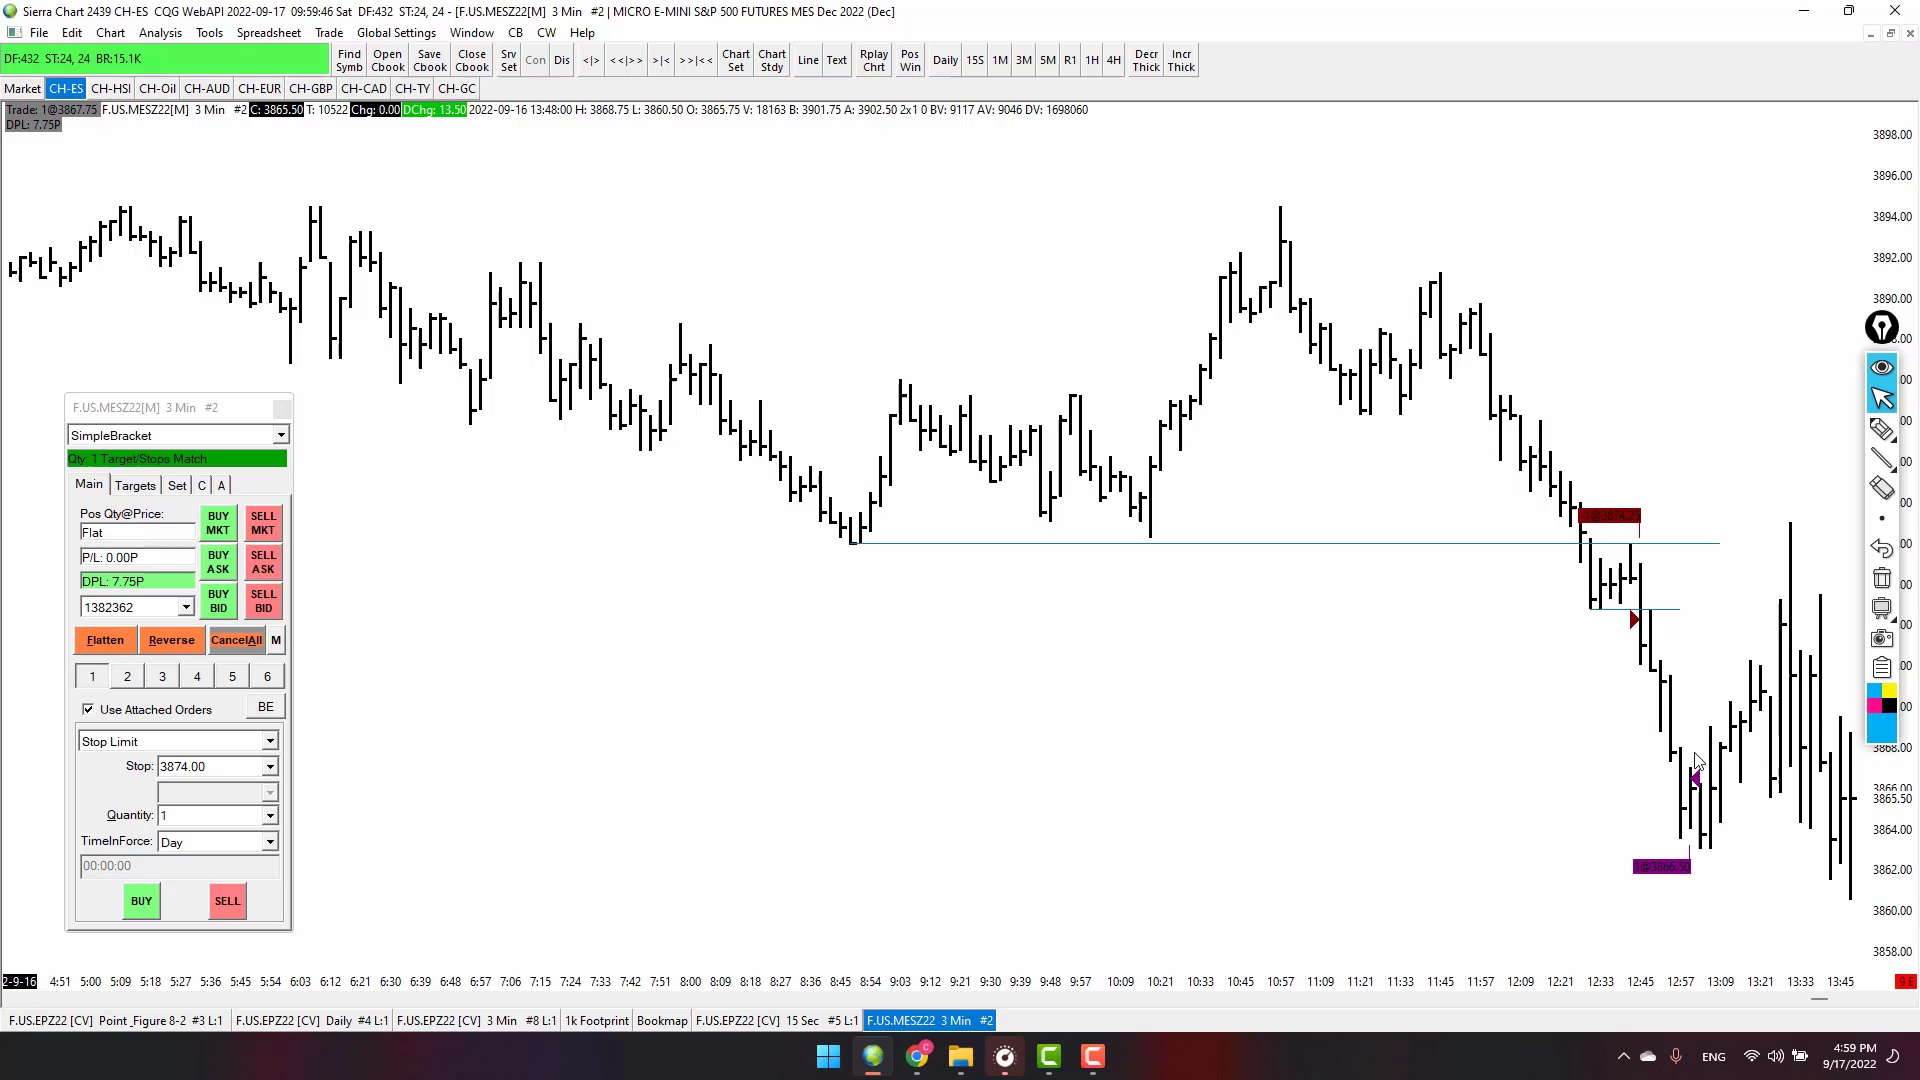 Sierra Chart 2439 CH-ES  CQG WebAPI 2022-09-17  09:59:46 Sat  DF:432  ST:24, 24 - [F.US.MESZ22[M]  3 Min   #2 | MICRO E-MINI S&P 500 FUTURES MES Dec 2022 (Dec)]
File Edit Chart Analysis Tools Spreadsheet Trade Global Settings Window CB CW Help
DF:432  ST:24, 24  BR:15.1K
Find Symb Open Cbook Save Cbook Close Cbook Srv Set Con Dis <|> <<|>> >|< >>|<< Chart Set Chart Stdy Line Text Rplay Chrt Pos Win Daily 15S 1M 3M 5M R1 1H 4H Decr Thick Incr Thick
Market CH-ES CH-HSI CH-Oil CH-AUD CH-EUR CH-GBP CH-CAD CH-TY CH-GC
Trade: 1@3867.75 F.US.MESZ22[M]  3 Min   #2 C: 3865.50 T: 10522 Chg: 0.00 DChg: 13.50 2022-09-16 13:48:00 H: 3868.75 L: 3860.50 O: 3865.75 V: 18163 B: 3901.75 A: 3902.50 2x1 0 BV: 9117 AV: 9046 DV: 1698060
DPL: 7.75P
3898.00
3896.00
3894.00
3892.00
3890.00
F.US.MESZ22[M]  3 Min   #2
SimpleBracket
Qty: 1 Target/Stops Match
Main Targets Set C A
Pos Qty@Price:
Flat
BUY MKT SELL MKT
P/L: 0.00P
BUY ASK SELL ASK
DPL: 7.75P
1382362
BUY BID SELL BID
Flatten Reverse CancelAll M
1 2 3 4 5 6
Use Attached Orders BE
Stop Limit
Stop: 3874.00
Quantity: 1
TimeInForce: Day
00:00:00
BUY SELL
1@3866.50
3868.00
3866.00
3865.50
3864.00
3862.00
3860.00
3858.00
2-9-16 4:51 5:00 5:09 5:18 5:27 5:36 5:45 5:54 6:03 6:12 6:21 6:30 6:39 6:48 6:57 7:06 7:15 7:24 7:33 7:42 7:51 8:00 8:09 8:18 8:27 8:36 8:45 8:54 9:03 9:12 9:21 9:30 9:39 9:48 9:57 10:09 10:21 10:33 10:45 10:57 11:09 11:21 11:33 11:45 11:57 12:09 12:21 12:33 12:45 12:57 13:09 13:21 13:33 13:45 9 E
F.US.EPZ22 [CV]  Point_Figure 8-2  #3 L:1 F.US.EPZ22 [CV]  Daily  #4 L:1 F.US.EPZ22 [CV]  3 Min   #8 L:1 1k Footprint Bookmap F.US.EPZ22 [CV]  15 Sec   #5 L:1 F.US.MESZ22  3 Min   #2
ENG
4:59 PM
9/17/2022